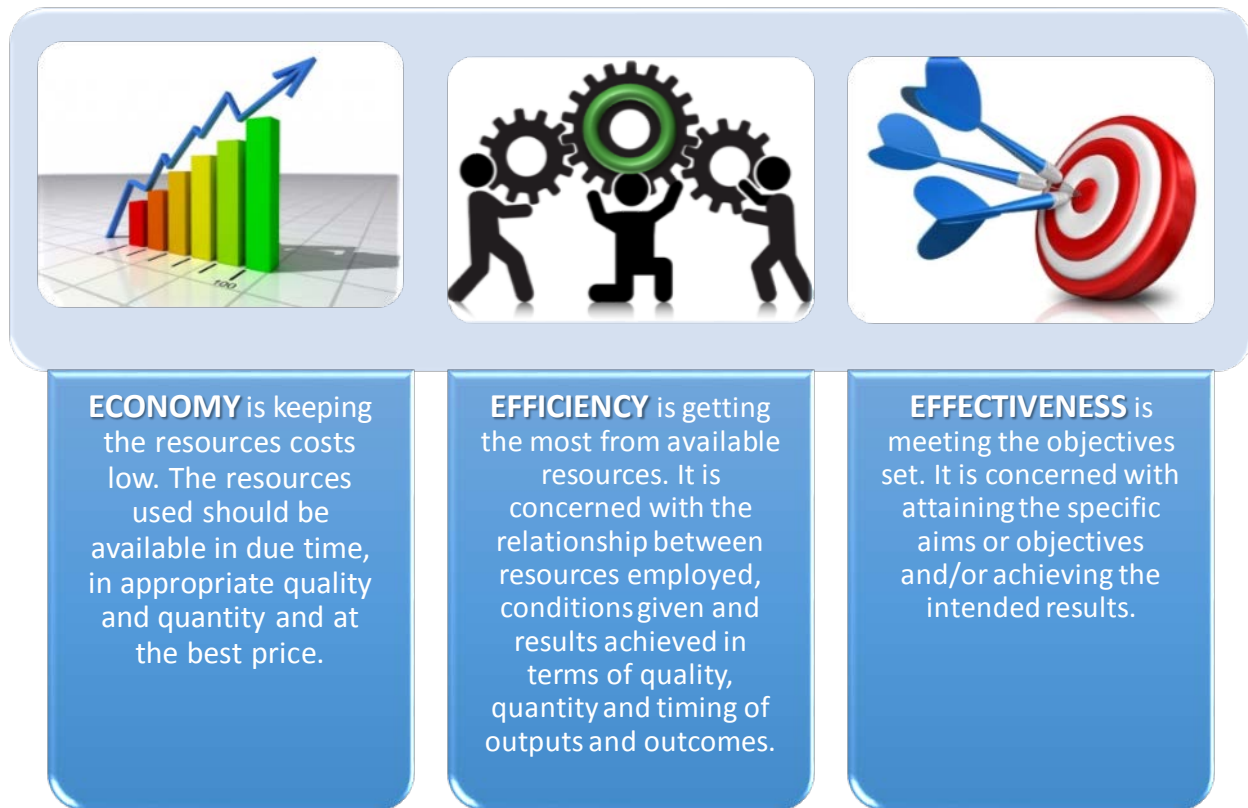 100
ECONOMY is keeping
the resources costs
low. The resources
used should be
available in due time,
in appropriate quality
and quantity and at
the best price.
EFFICIENCY is getting
the most from available
resources. It is
concerned with the
relationship between
resources employed,
conditions given and
results achieved in
terms of quality,
quantity and timing of
outputs and outcomes.
EFFECTIVENESS is
meeting the objectives
set. It is concerned with
attaining the specific
aims or objectives
and/or achieving the
intended results.